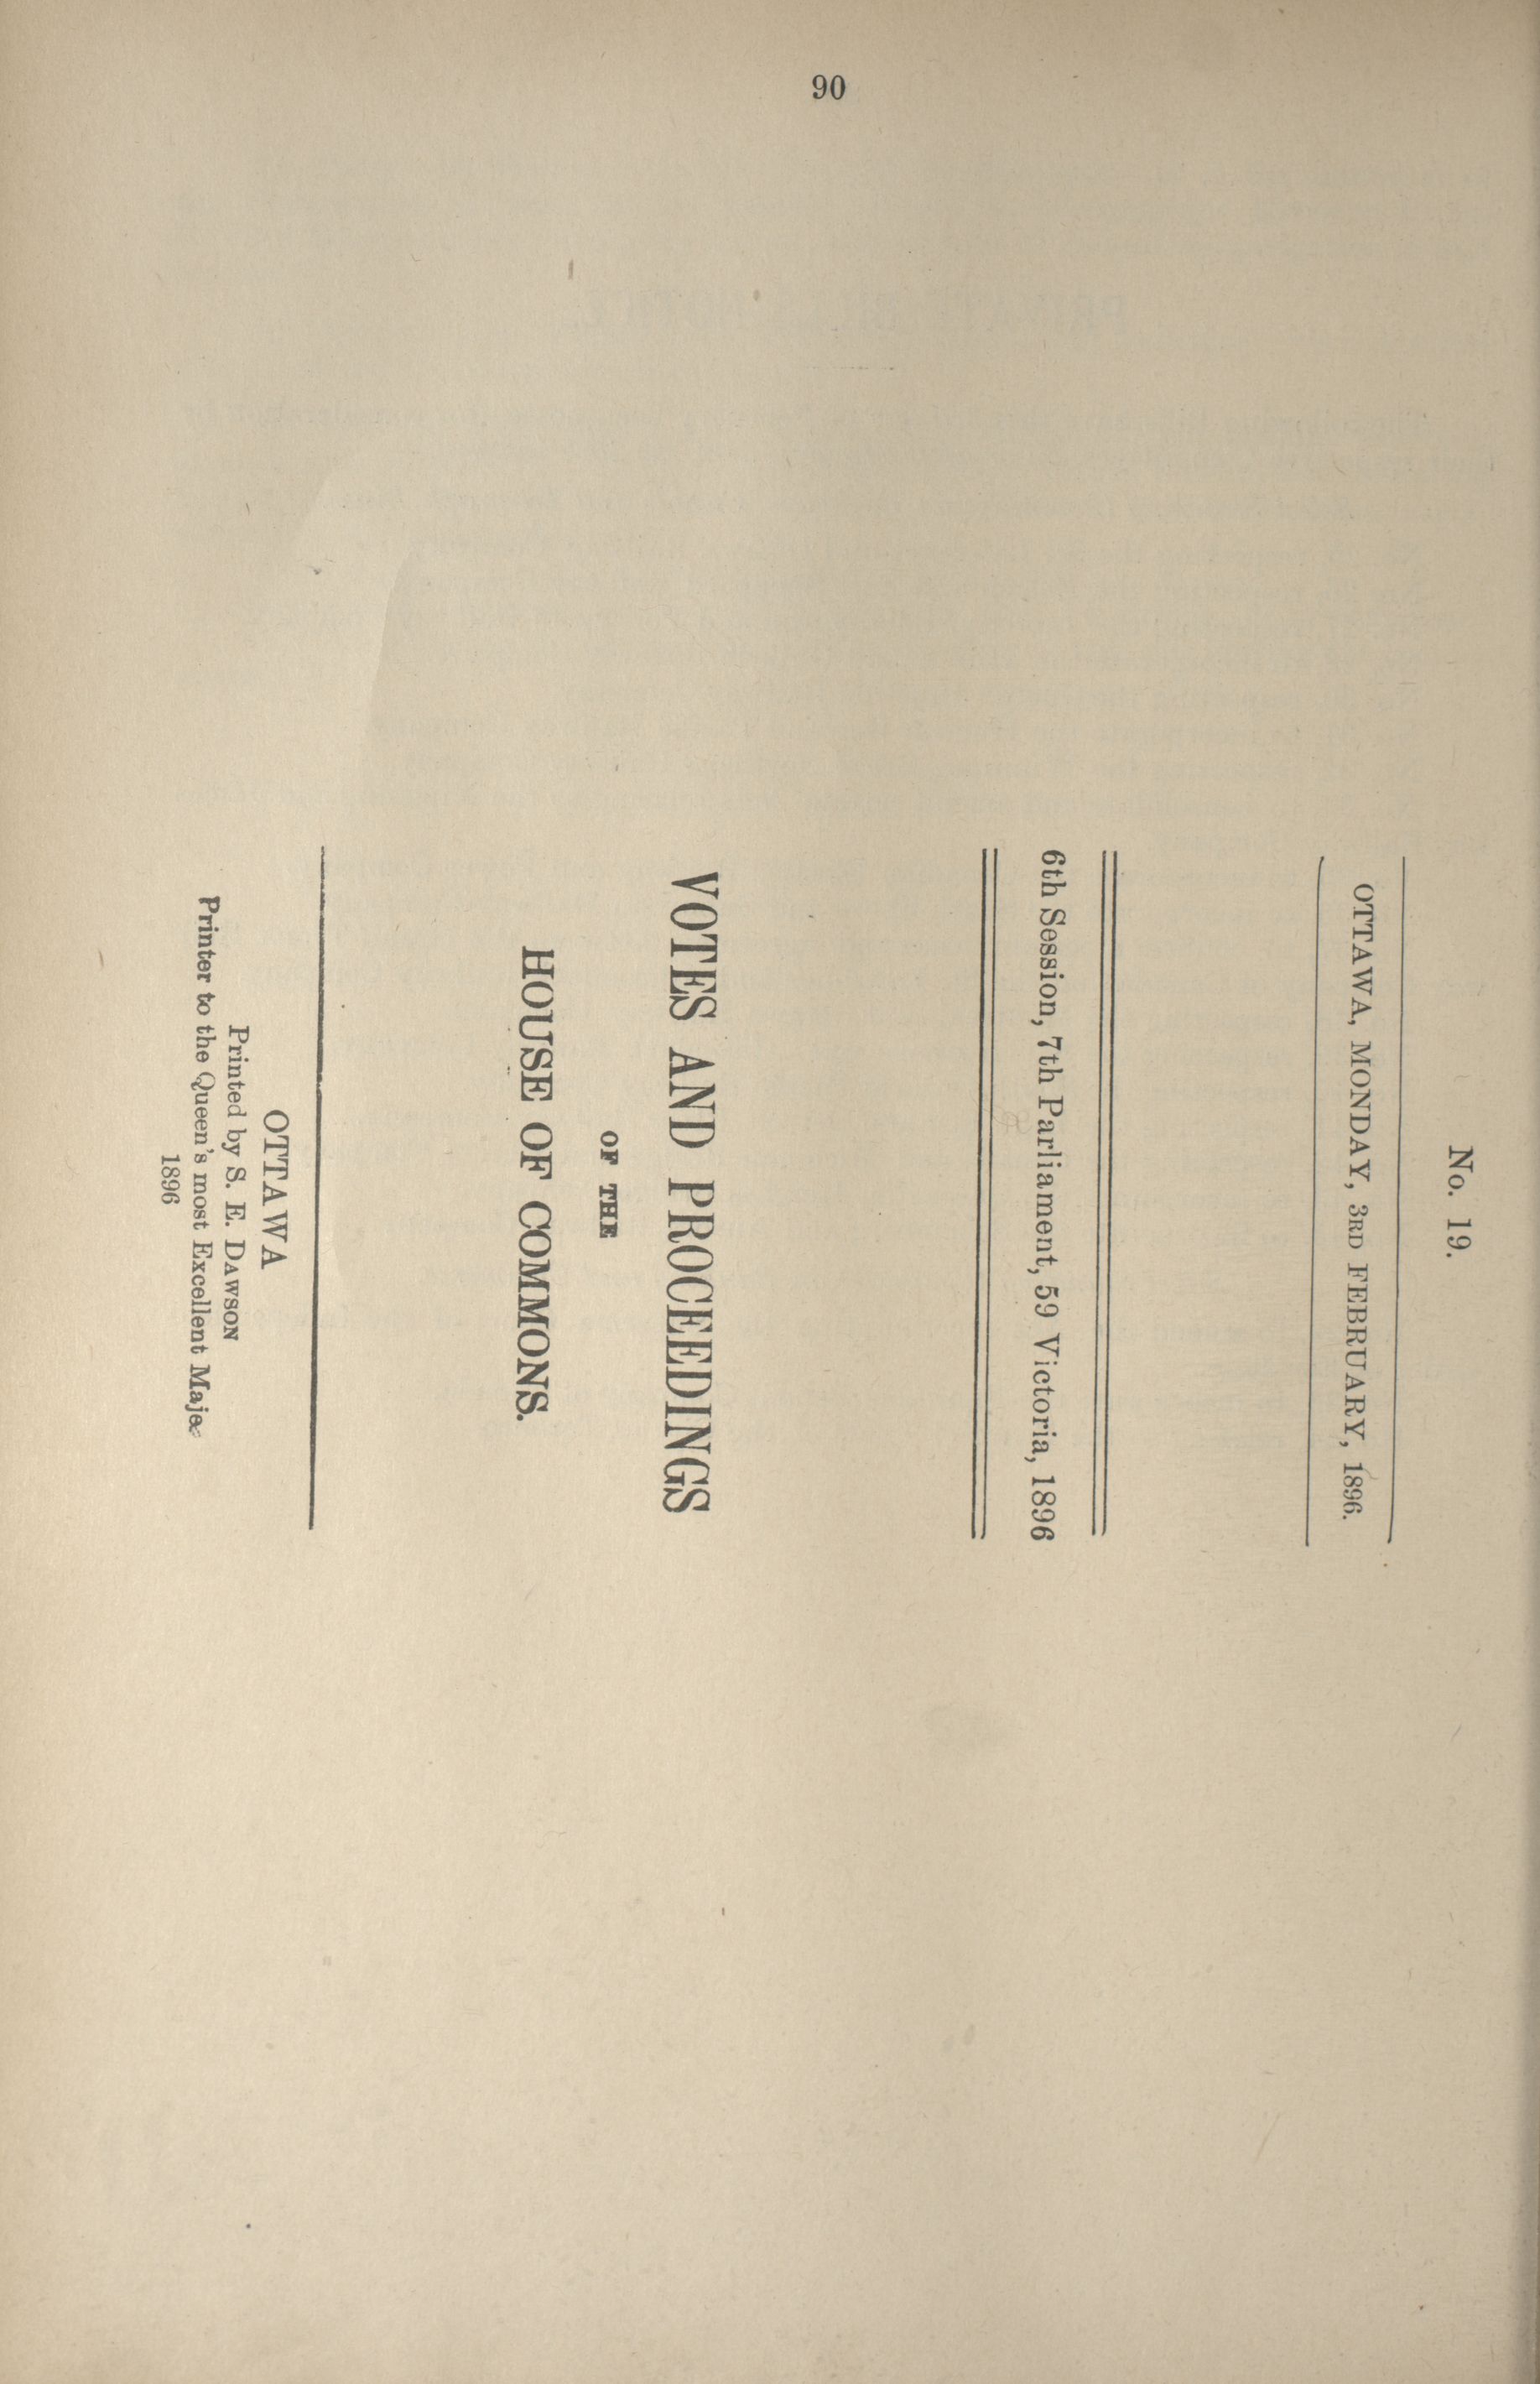 90
No. 19.
OTTAWA, MONDAY, 3RD FEBRUARY, 1896.
6th Session, 7th Parliament, 59 Victoria, 1896
VOTES AND PROCEEDINGS
OF THE
HOUSE OF COMMONS.
OTTAWA
Printed by S. E. DAWSON
Printer to the Queen's most Excellent Maje
1896